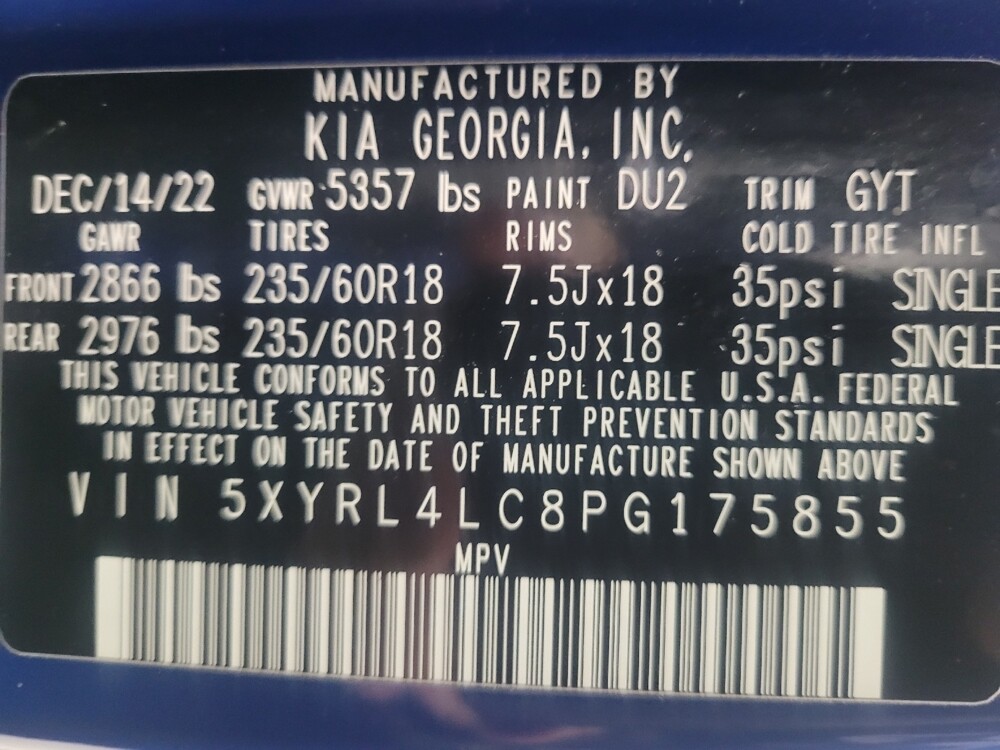 MANUFACTURED BY
KIA GEORGIA, INC.
DEC/14/22 GVWR:5357 lbs PAINT DU2 TRIM GYT
GAWR TIRES RIMS COLD TIRE INFL
FRONT 2866 lbs 235/60R18 7.5Jx18 35psi SINGLE
REAR 2976 lbs 235/60R18 7.5Jx18 35psi SINGLE
THIS VEHICLE CONFORMS TO ALL APPLICABLE U.S.A. FEDERAL
MOTOR VEHICLE SAFETY AND THEFT PREVENTION STANDARDS
IN EFFECT ON THE DATE OF MANUFACTURE SHOWN ABOVE
VIN 5XYRL4LC8PG175855
MPV